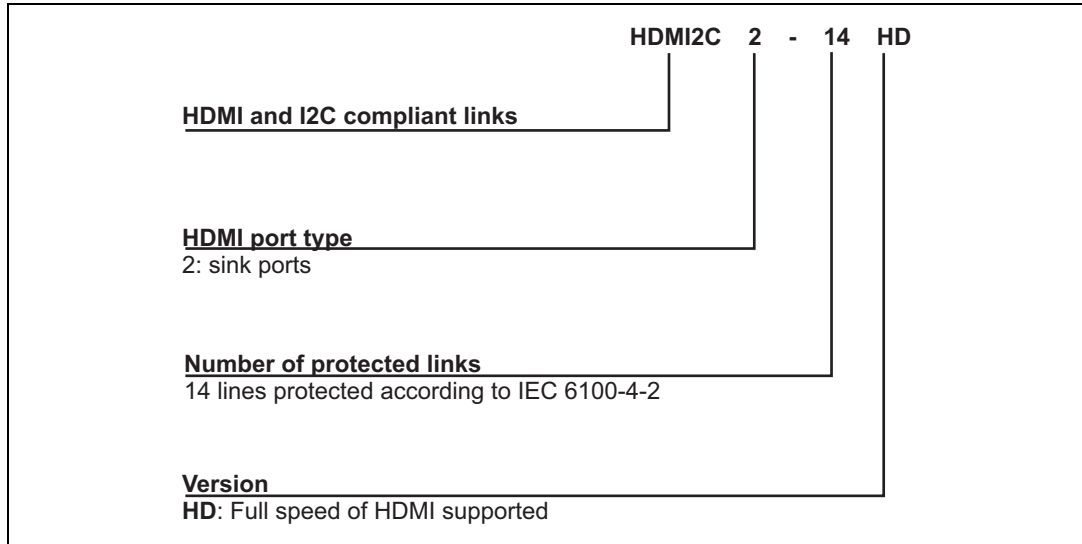 HDMI2C 2 - 14 HD
HDMI and I2C compliant links
HDMI port type
2: sink ports
Number of protected links
14 lines protected according to IEC 6100-4-2
Version
HD: Full speed of HDMI supported